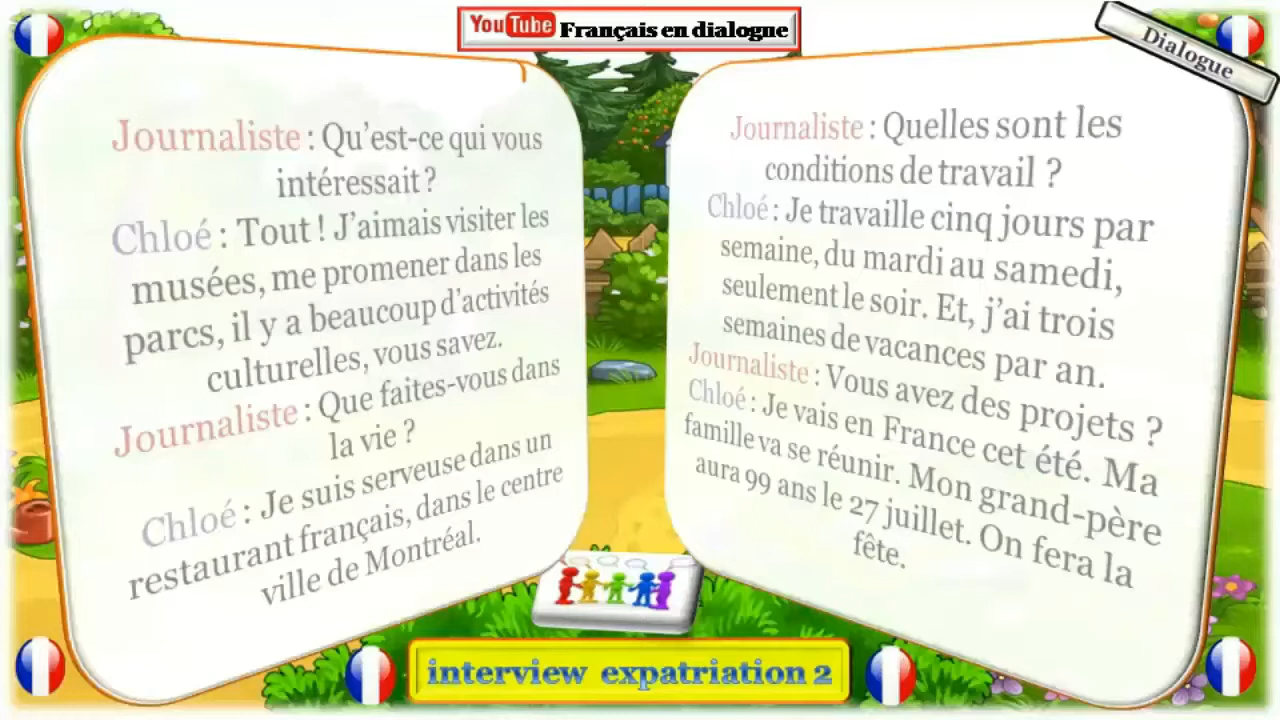 YouTube Français en dialogue
Dialogue
Journaliste : Qu'est-ce qui vous
intéressait ?
Chloé : Tout ! J'aimais visiter les
musées, me promener dans les
parcs, il y a beaucoup d'activités
culturelles, vous savez.
Journaliste : Que faites-vous dans
la vie ?
Chloé : Je suis serveuse dans un
restaurant français, dans le centre
ville de Montréal.
Journaliste : Quelles sont les
conditions de travail ?
Chloé : Je travaille cinq jours par
semaine, du mardi au samedi,
seulement le soir. Et, j'ai trois
semaines de vacances par an.
Journaliste : Vous avez des projets ?
Chloé : Je vais en France cet été. Ma
famille va se réunir. Mon grand-père
aura 99 ans le 27 juillet. On fera la
fête.
interview expatriation 2